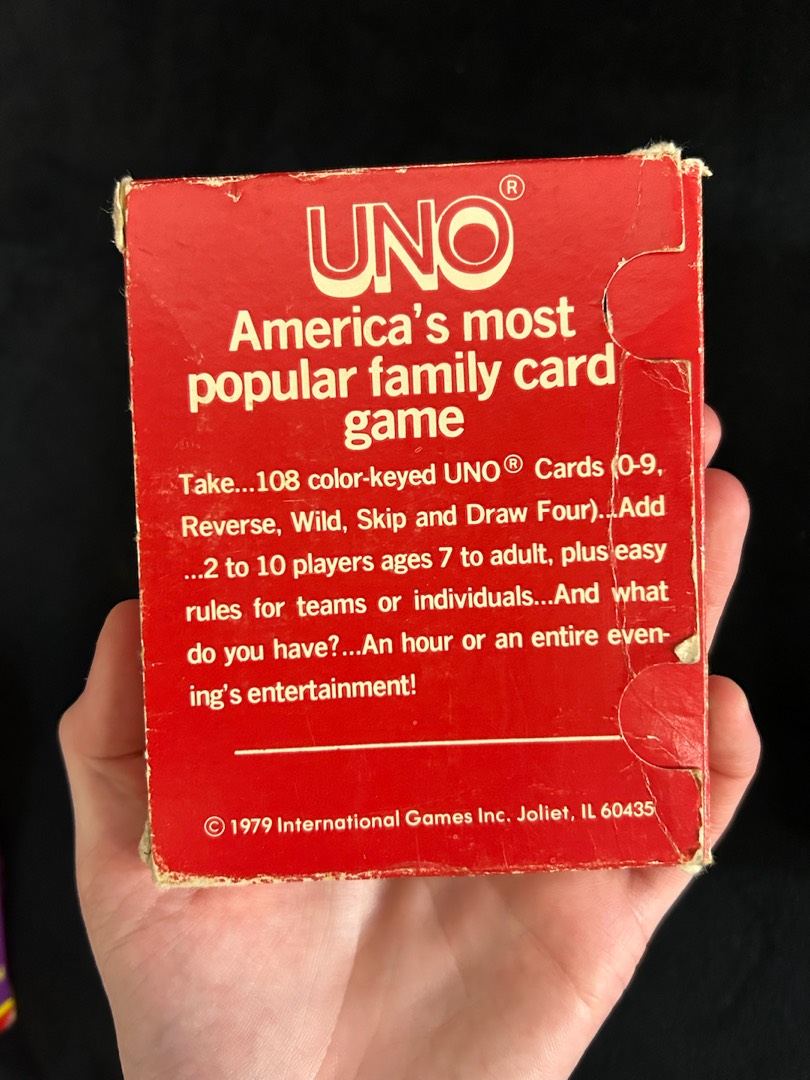 UNO®
America's most
popular family card
game
Take...108 color-keyed UNO® Cards (0-9,
Reverse, Wild, Skip and Draw Four)...Add
...2 to 10 players ages 7 to adult, plus easy
rules for teams or individuals...And what
do you have?...An hour or an entire even-
ing's entertainment!
© 1979 International Games Inc. Joliet, IL 60435